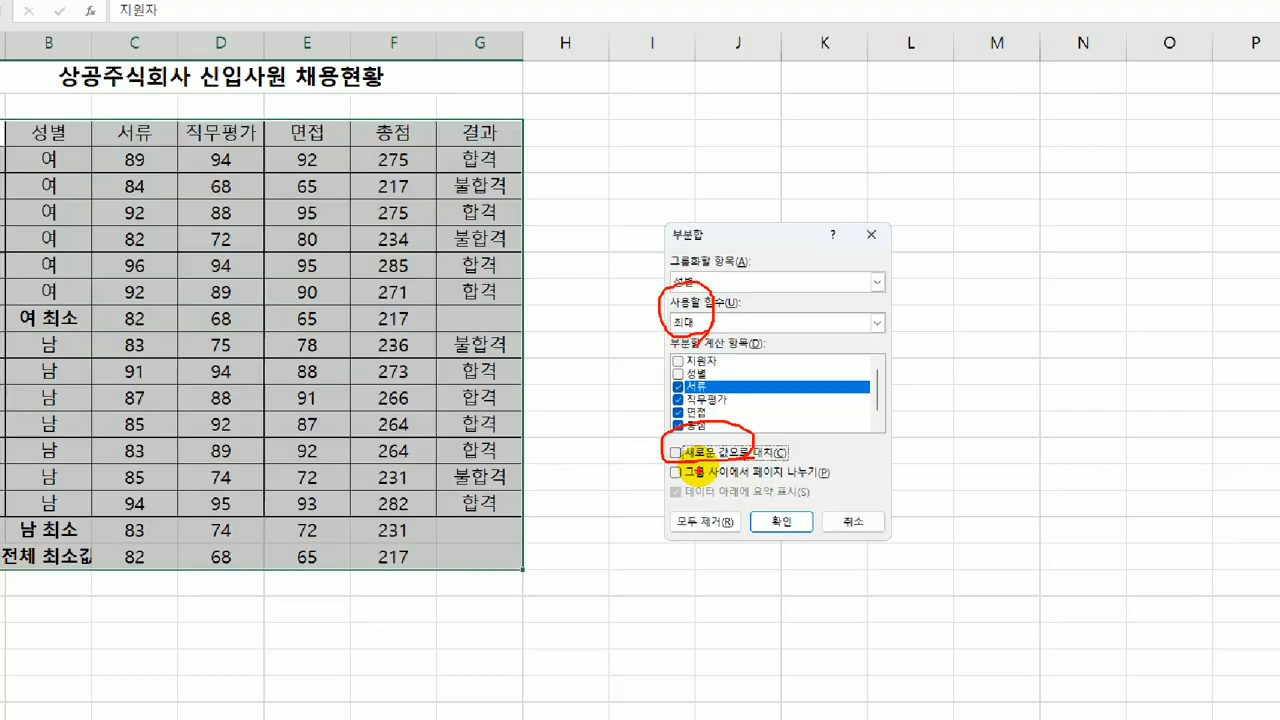 지원자
B C D E F G H I J K L M N O P
상공주식회사 신입사원 채용현황
성별 서류 직무평가 면접 총점 결과
여 89 94 92 275 합격
여 84 68 65 217 불합격
여 92 88 95 275 합격
여 82 72 80 234 불합격
여 96 94 95 285 합격
여 92 89 90 271 합격
여 최소 82 68 65 217
남 83 75 78 236 불합격
남 91 94 88 273 합격
남 87 88 91 266 합격
남 85 92 87 264 합격
남 83 89 92 264 합격
남 85 74 72 231 불합격
남 94 95 93 282 합격
남 최소 83 74 72 231
전체 최소값 82 68 65 217
부분합
그룹화할 항목(A):
성별
사용할 함수(U):
최대
부분합 계산 항목(D):
지원자
성별
서류
직무평가
면접
총점
새로운 값으로 대치(C)
그룹 사이에서 페이지 나누기(P)
데이터 아래에 요약 표시(S)
모두 제거(R) 확인 취소